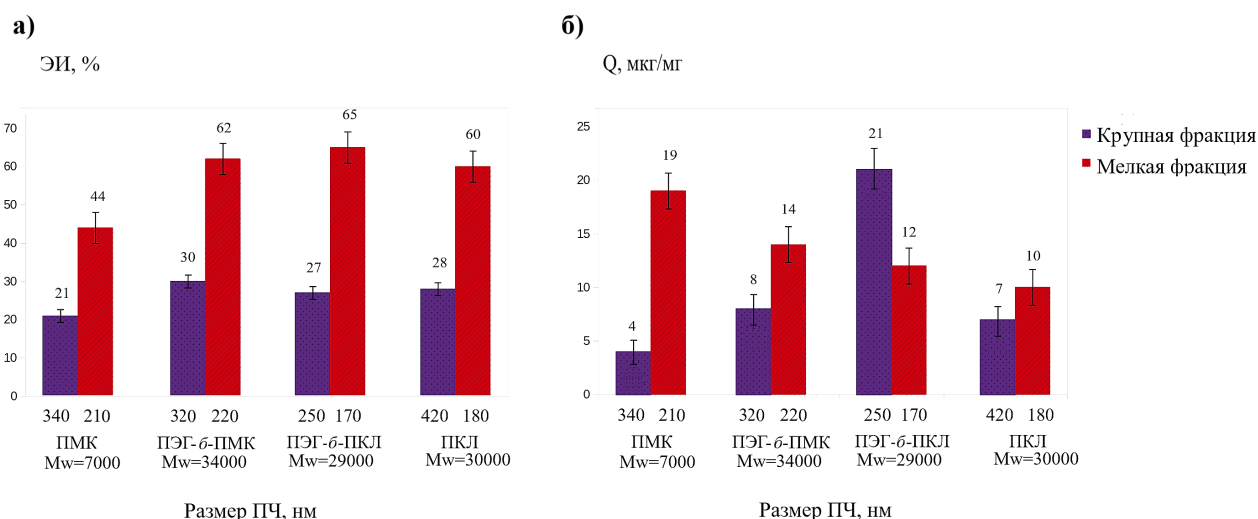 а)
ЭИ, %
70
60
50
40
30
20
10
0
21
44
30
62
27
65
28
60
340 210 320 220 250 170 420 180
ПМК ПЭГ-б-ПМК ПЭГ-б-ПКЛ ПКЛ
Mw=7000 Mw=34000 Mw=29000 Mw=30000
Размер ПЧ, нм
б)
Q, мкг/мг
25
20
15
10
5
0
4
19
8
14
21
12
7
10
340 210 320 220 250 170 420 180
ПМК ПЭГ-б-ПМК ПЭГ-б-ПКЛ ПКЛ
Mw=7000 Mw=34000 Mw=29000 Mw=30000
Размер ПЧ, нм
Крупная фракция
Мелкая фракция